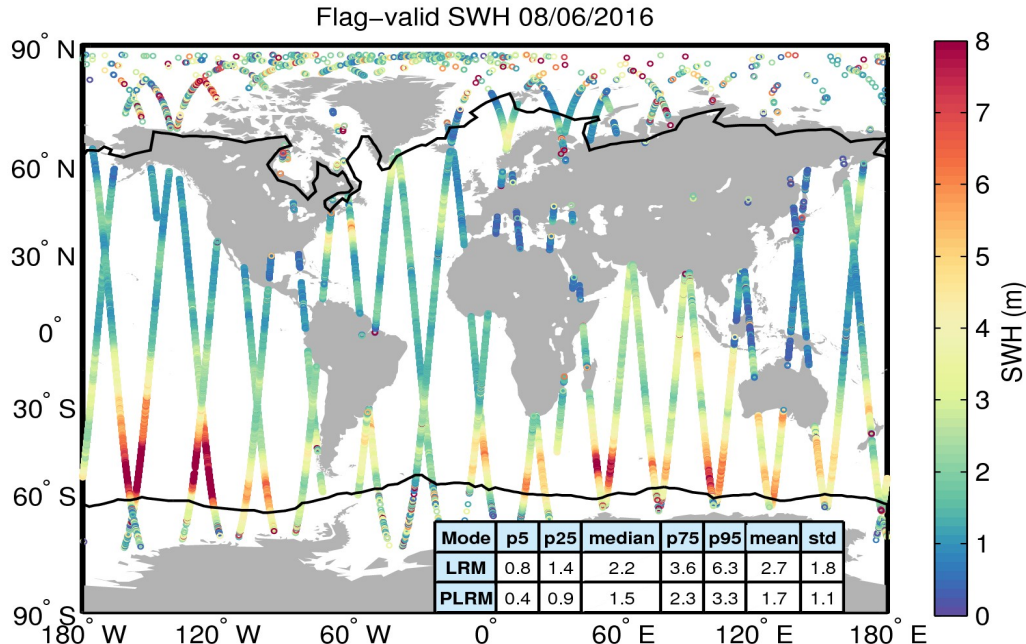 Flag-valid SWH 08/06/2016
90° N
60° N
30° N
0°
30° S
60° S
90° S
180° W
120° W
60° W
0°
60° E
120° E
180° E
Mode p5 p25 median p75 p95 mean std
LRM 0.8 1.4 2.2 3.6 6.3 2.7 1.8
PLRM 0.4 0.9 1.5 2.3 3.3 1.7 1.1
8
7
6
5
4
3
2
1
0
SWH (m)